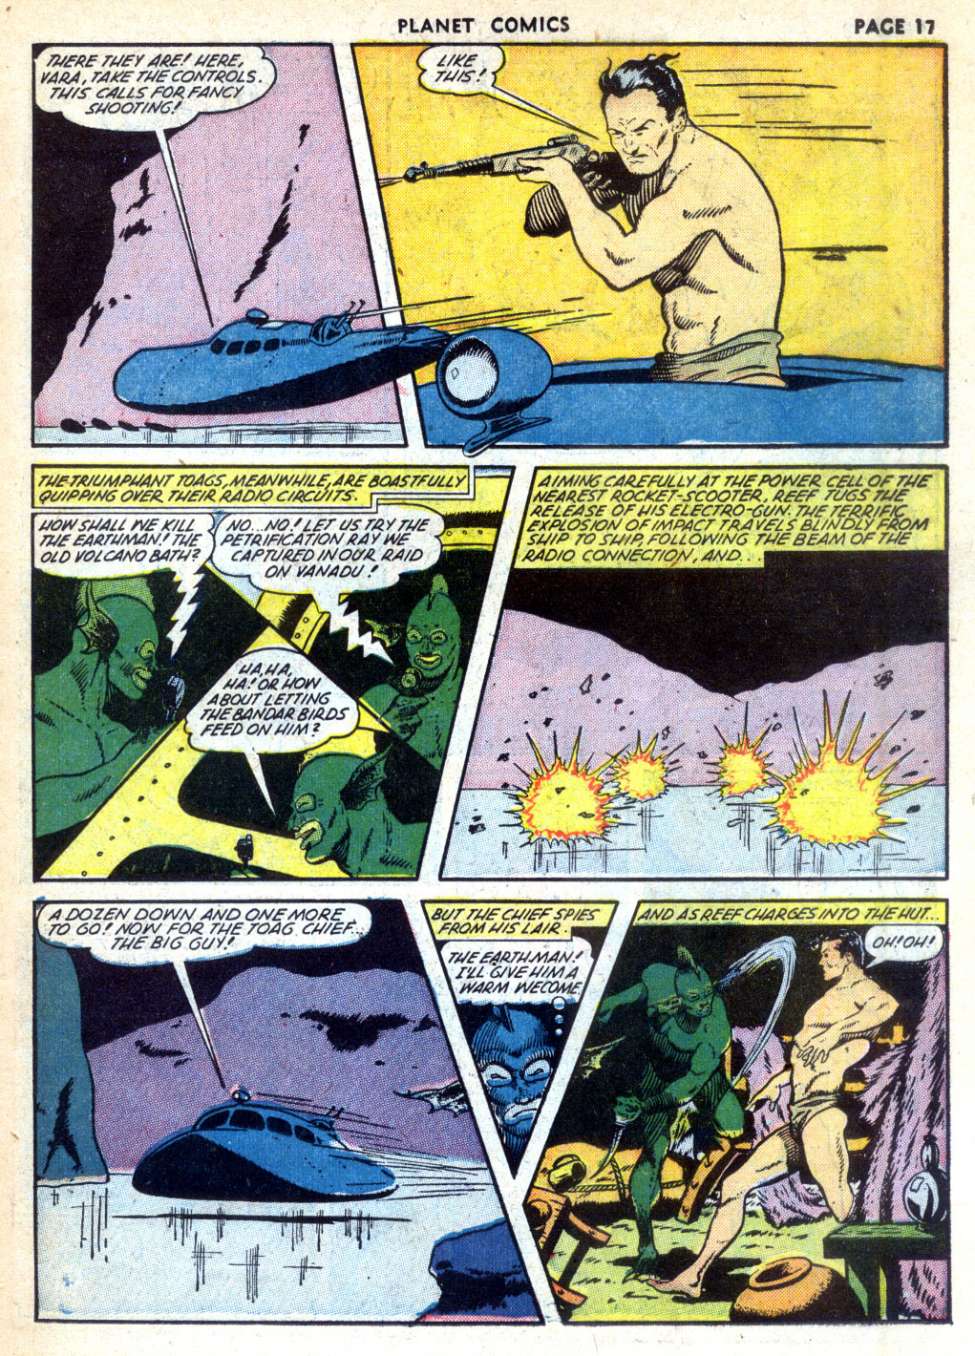 PLANET COMICS
PAGE 17
THERE THEY ARE! HERE,
VARA, TAKE THE CONTROLS.
THIS CALLS FOR FANCY
SHOOTING!
LIKE
THIS!
THE TRIUMPHANT TOAGS, MEANWHILE, ARE BOASTFULLY
QUIPPING OVER THEIR RADIO CIRCUITS.
HOW SHALL WE KILL
THE EARTHMAN! THE
OLD VOLCANO BATH?
NO...NO! LET US TRY THE
PETRIFICATION RAY WE
CAPTURED IN OUR RAID
ON VANADU!
HA, HA,
HA! OR HOW
ABOUT LETTING
THE BANDAR BIRDS
FEED ON HIM?
AIMING CAREFULLY AT THE POWER CELL OF THE
NEAREST ROCKET-SCOOTER, REEF TUGS THE
RELEASE OF HIS ELECTRO-GUN. THE TERRIFIC
EXPLOSION OF IMPACT TRAVELS BLINDLY FROM
SHIP TO SHIP, FOLLOWING THE BEAM OF THE
RADIO CONNECTION, AND...
A DOZEN DOWN AND ONE MORE
TO GO! NOW FOR THE TOAG CHIEF...
THE BIG GUY!
BUT THE CHIEF SPIES
FROM HIS LAIR.
THE EARTHMAN!
I'LL GIVE HIM A
WARM WECOME
AND AS REEF CHARGES INTO THE HUT...
OH! OH!